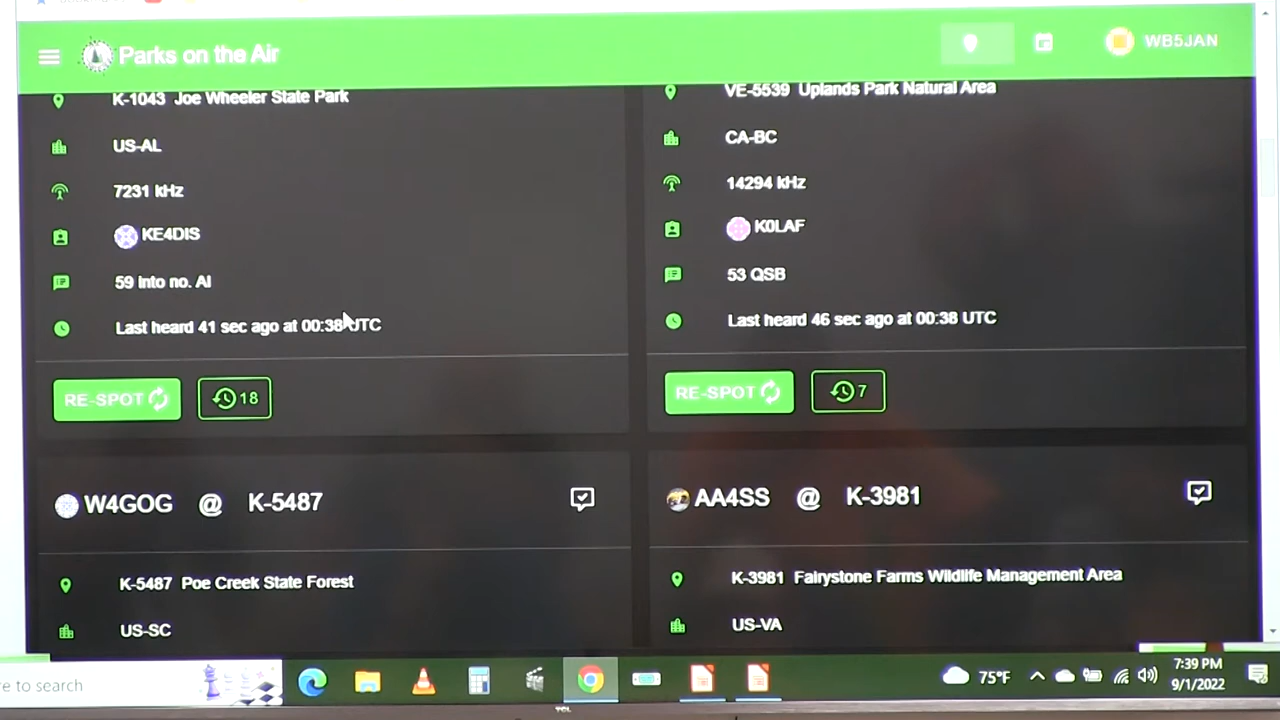 Parks on the Air
WB5JAN
K-1043 Joe Wheeler State Park
US-AL
7231 kHz
KE4DIS
59 into no. Al
Last heard 41 sec ago at 00:38 UTC
RE-SPOT
18
VE-5539 Uplands Park Natural Area
CA-BC
14294 kHz
K0LAF
53 QSB
Last heard 46 sec ago at 00:38 UTC
RE-SPOT
7
W4GOG @ K-5487
K-5487 Poe Creek State Forest
US-SC
AA4SS @ K-3981
K-3981 Fairystone Farms Wildlife Management Area
US-VA
re to search
75°F
7:39 PM
9/1/2022
TCL